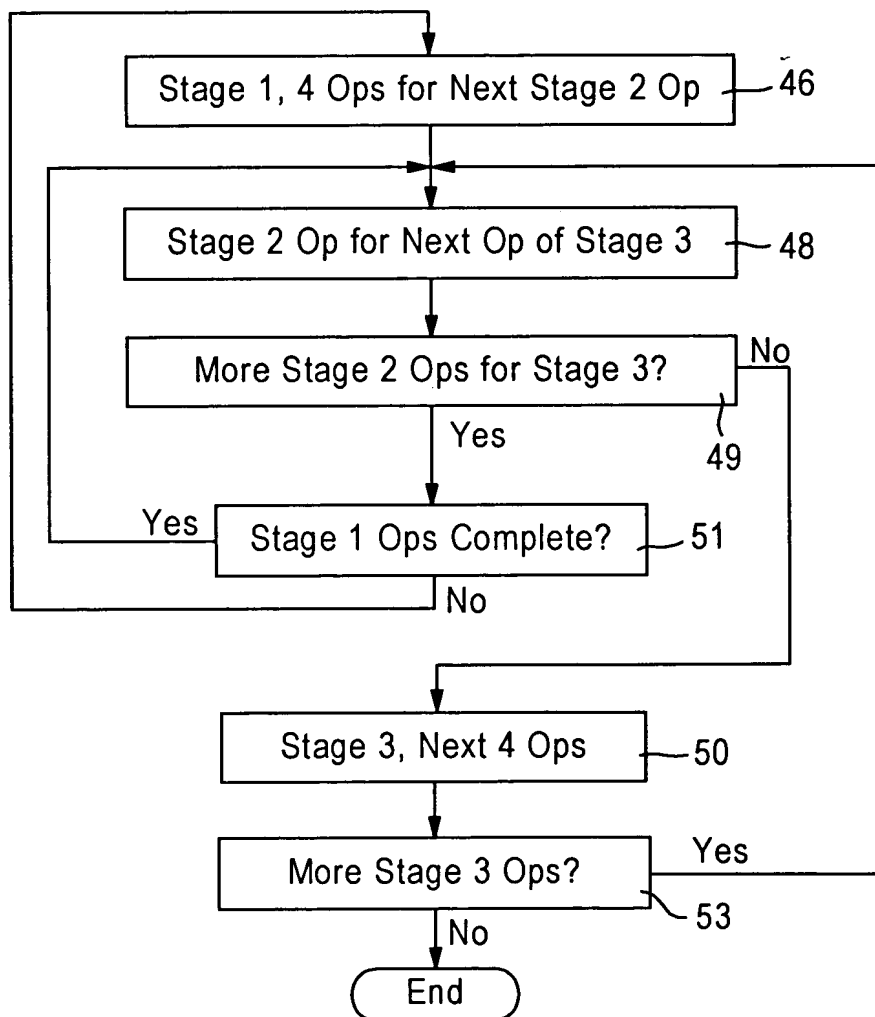 Stage 1, 4 Ops for Next Stage 2 Op
46
Stage 2 Op for Next Op of Stage 3
48
More Stage 2 Ops for Stage 3?
No
49
Yes
Yes
Stage 1 Ops Complete?
51
No
Stage 3, Next 4 Ops
50
More Stage 3 Ops?
Yes
53
No
End